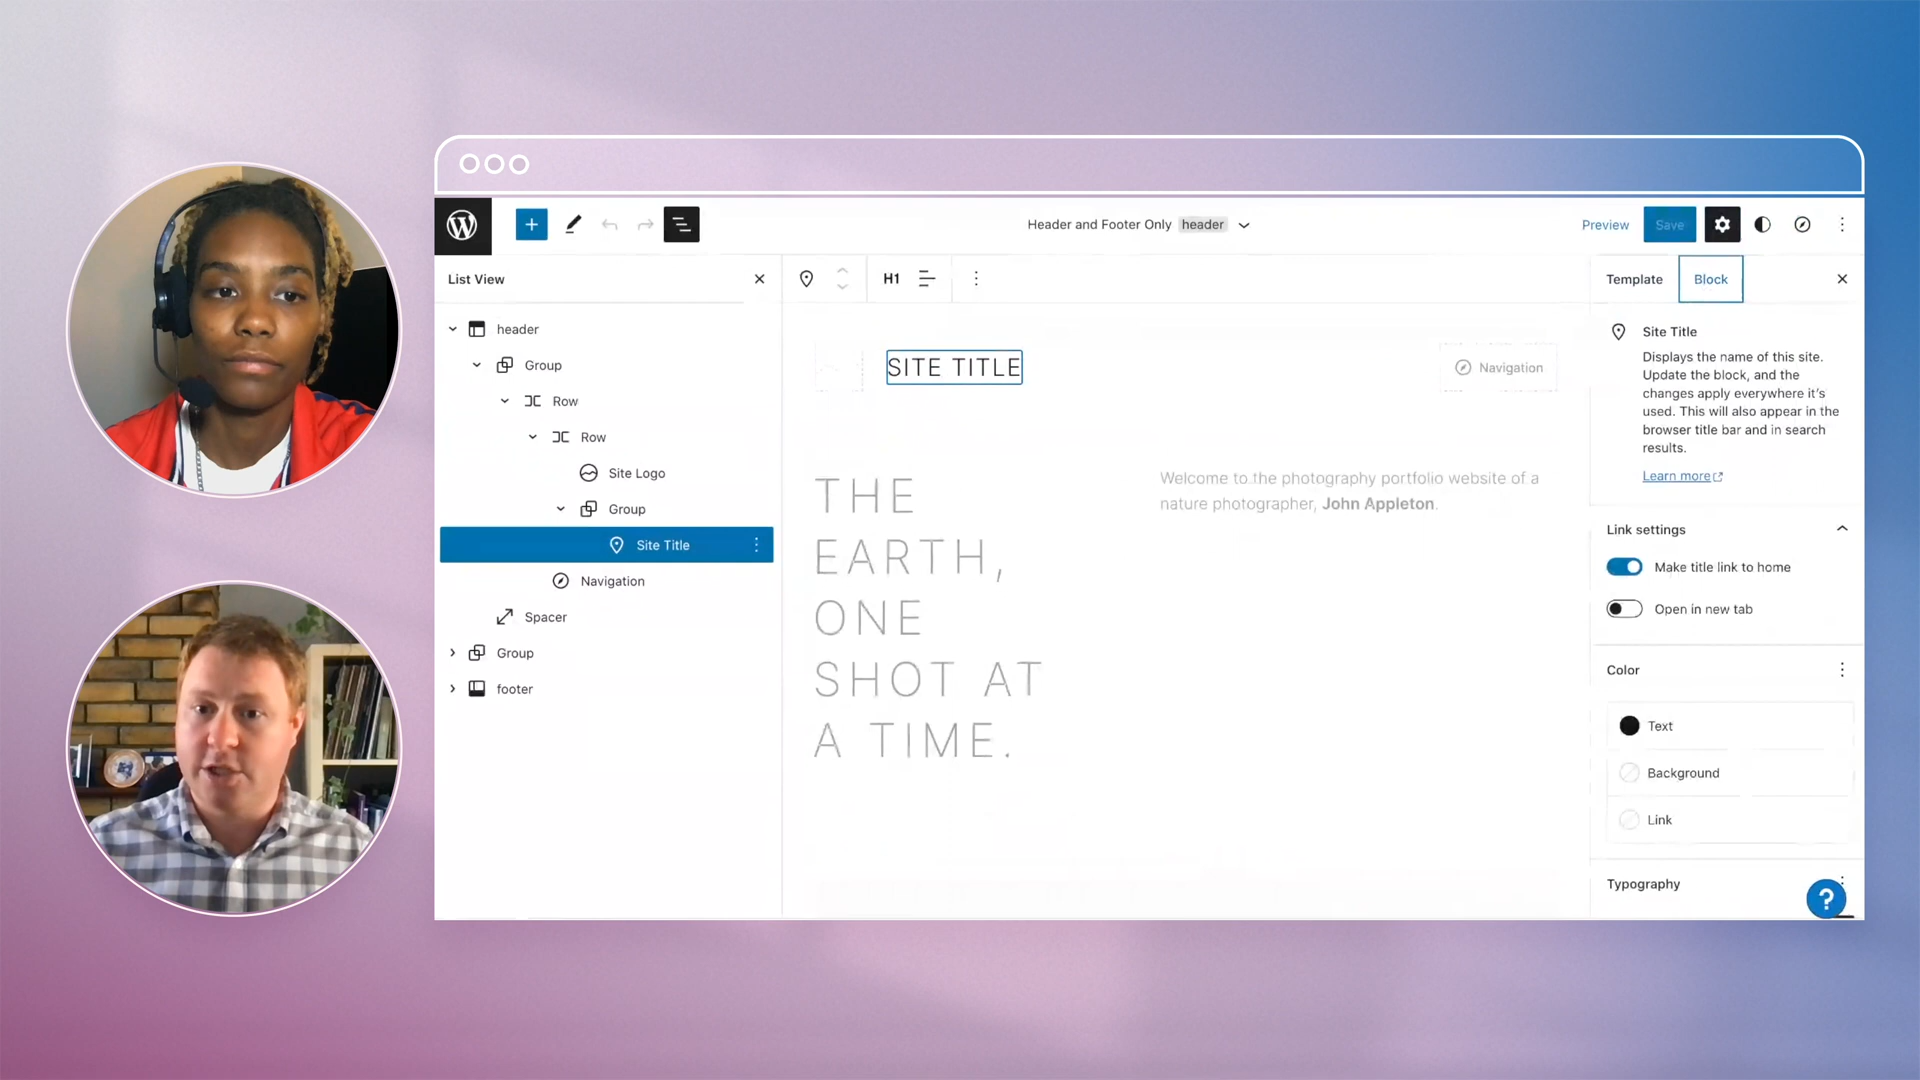 Header and Footer Only header
Preview
Save
List View
header
Group
Row
Row
Site Logo
Group
Site Title
Navigation
Spacer
Group
footer
H1
SITE TITLE
Navigation
THE
EARTH,
ONE
SHOT AT
A TIME.
Welcome to the photography portfolio website of a
nature photographer, John Appleton.
Template
Block
Site Title
Displays the name of this site.
Update the block, and the
changes apply everywhere it’s
used. This will also appear in the
browser title bar and in search
results.
Learn more
Link settings
Make title link to home
Open in new tab
Color
Text
Background
Link
Typography
?